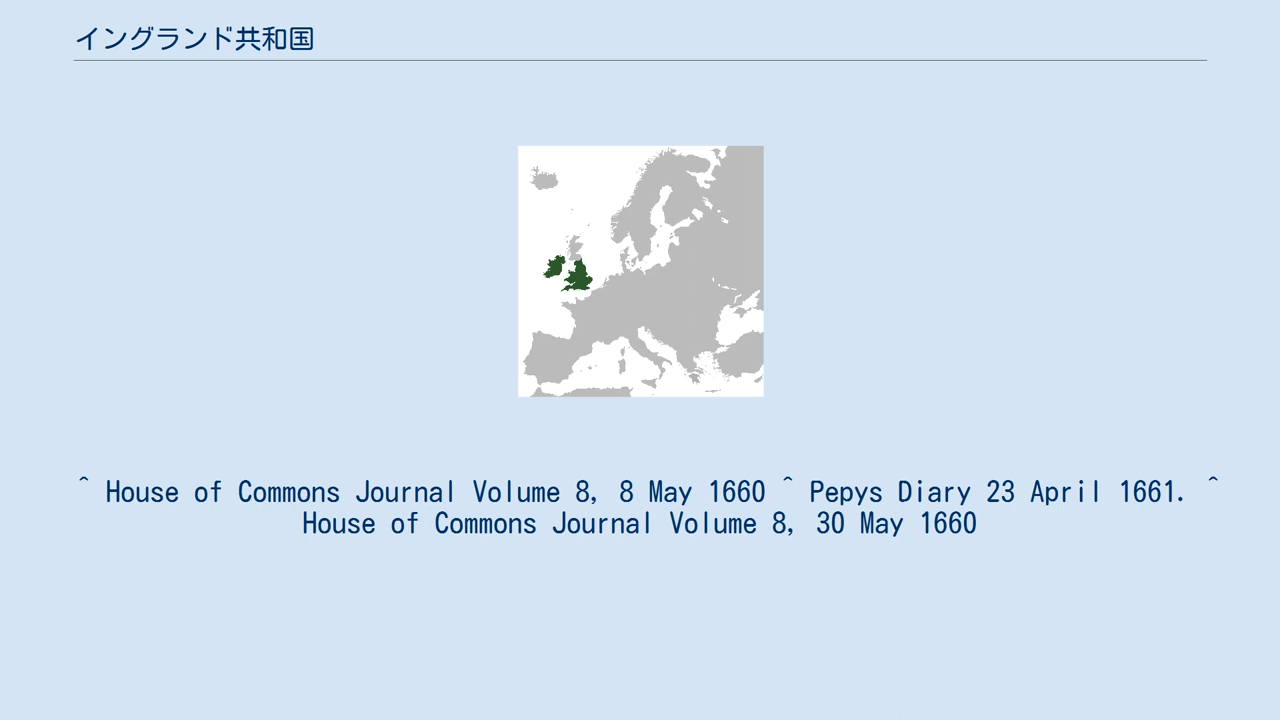 イングランド共和国
^ House of Commons Journal Volume 8, 8 May 1660 ^ Pepys Diary 23 April 1661. ^
House of Commons Journal Volume 8, 30 May 1660